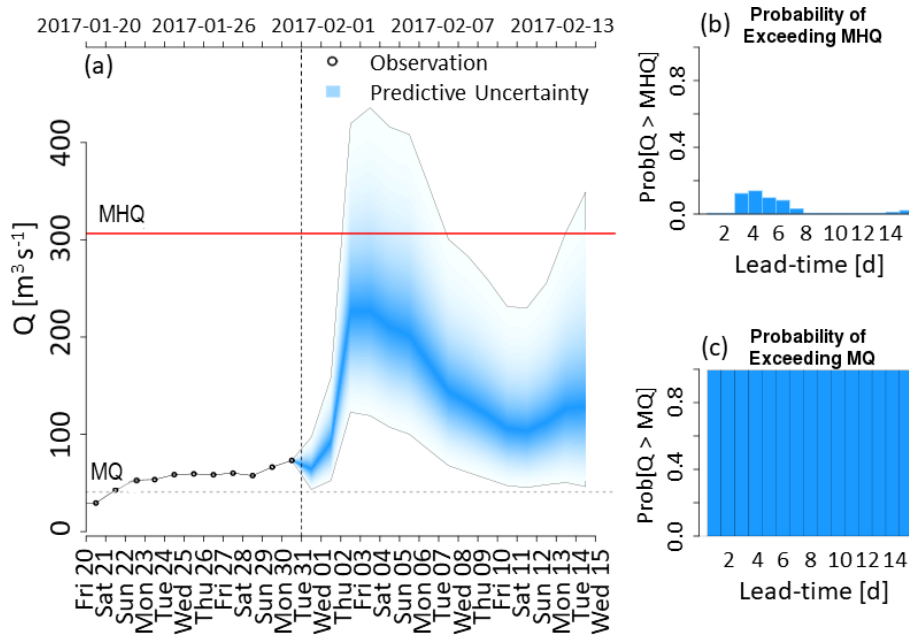 2017-01-20 2017-01-26 2017-02-01 2017-02-07 2017-02-13
(a)
Observation
Predictive Uncertainty
Q [m³ s⁻¹]
400
300
200
100
0
MHQ
MQ
Fri 20
Sat 21
Sun 22
Mon 23
Tue 24
Wed 25
Thu 26
Fri 27
Sat 28
Sun 29
Mon 30
Tue 31
Wed 01
Thu 02
Fri 03
Sat 04
Sun 05
Mon 06
Tue 07
Wed 08
Thu 09
Fri 10
Sat 11
Sun 12
Mon 13
Tue 14
Wed 15
(b)
Probability of
Exceeding MHQ
Prob[Q > MHQ]
0.8
0.4
0.0
2 4 6 8 10 12 14
Lead-time [d]
(c)
Probability of
Exceeding MQ
Prob[Q > MQ]
0.8
0.4
0.0
2 4 6 8 10 12 14
Lead-time [d]